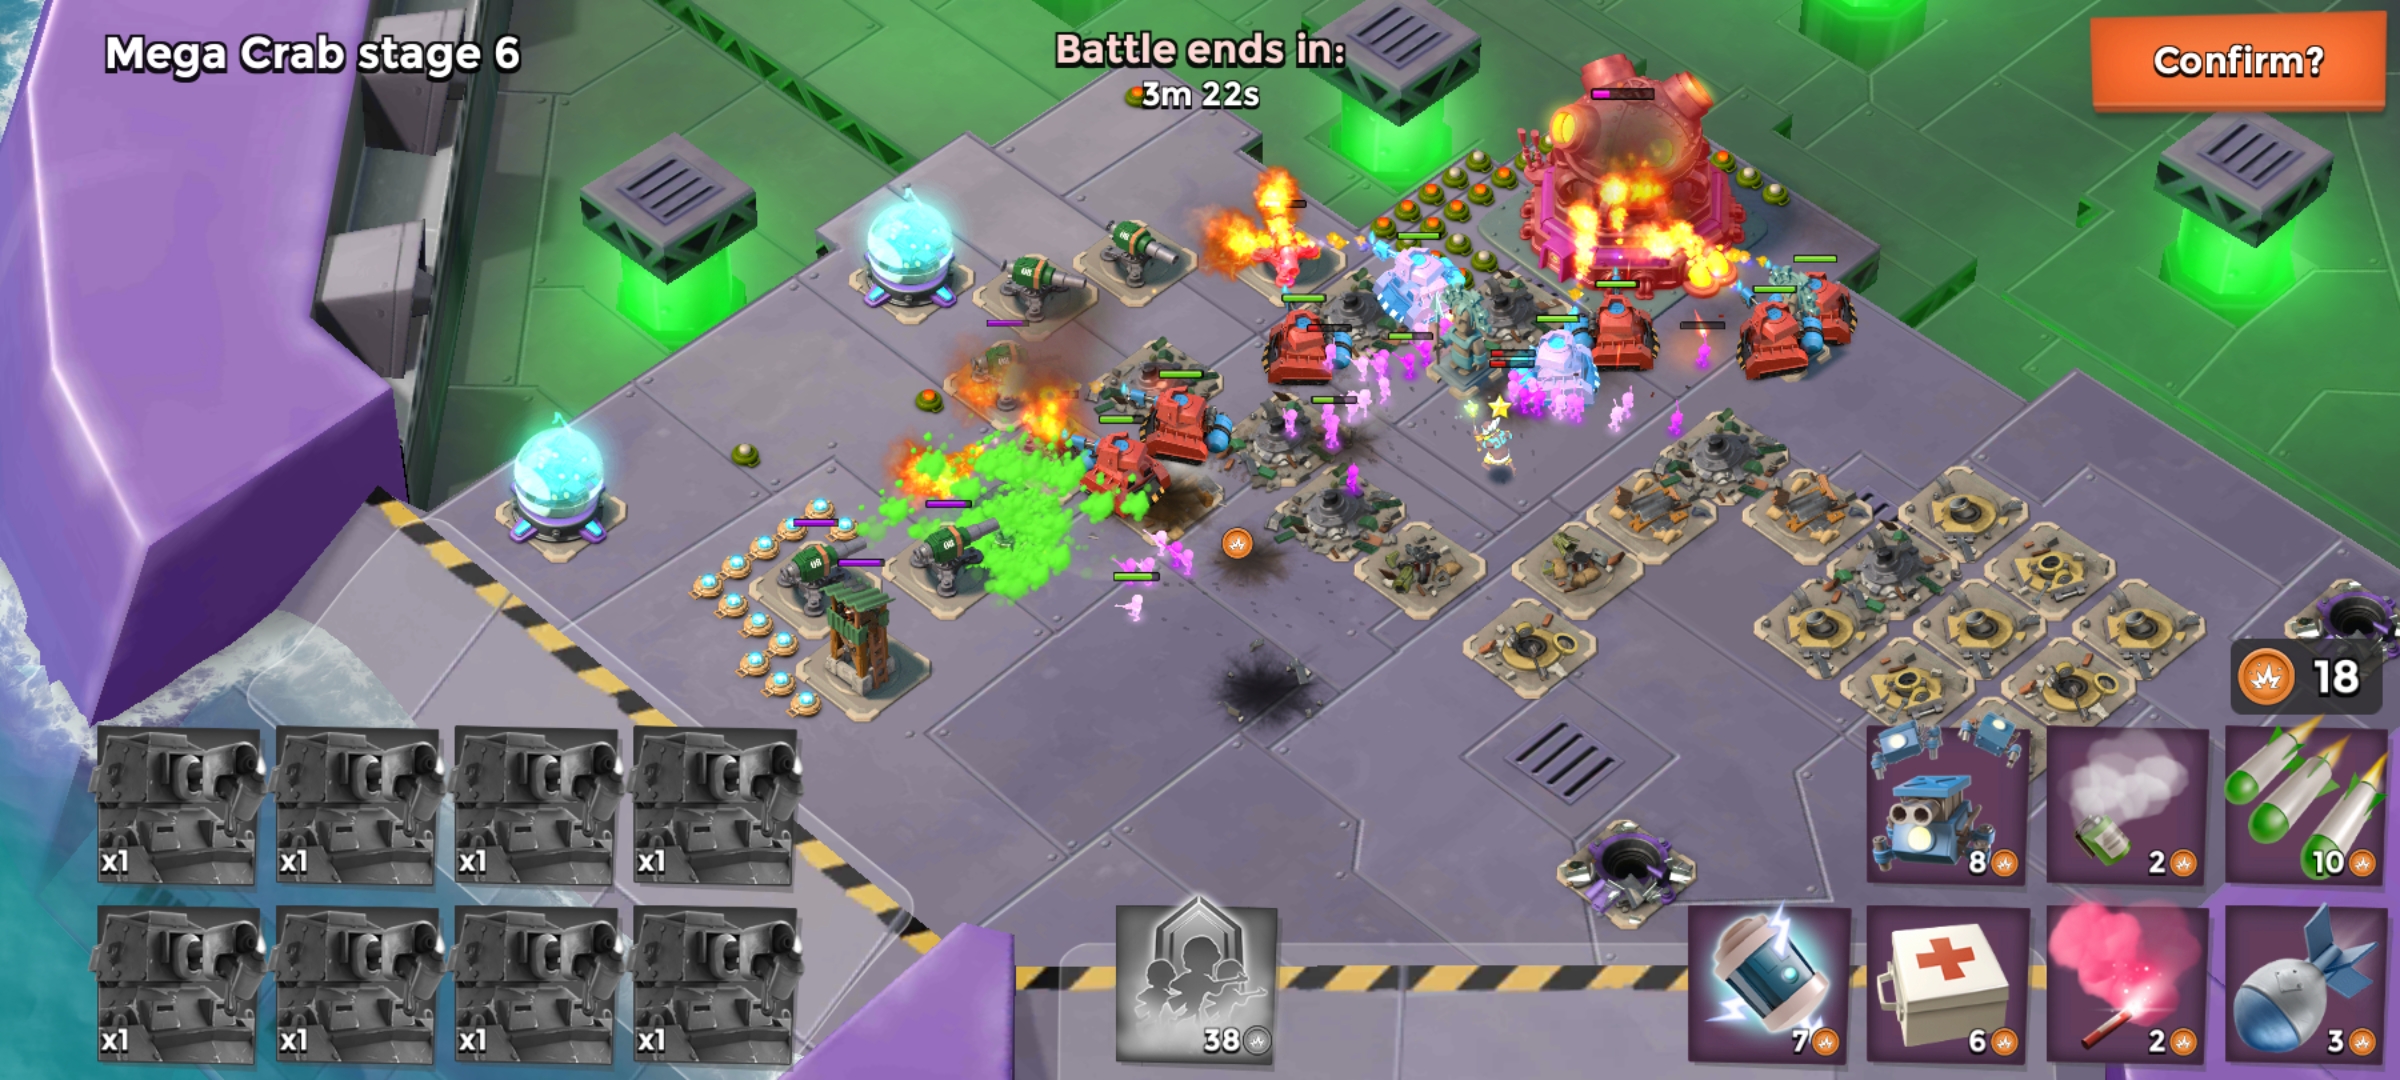 Mega Crab stage 6
Battle ends in:
3m 22s
Confirm?
18
x1
x1
x1
x1
8
2
10
x1
x1
x1
x1
38
7
6
2
3